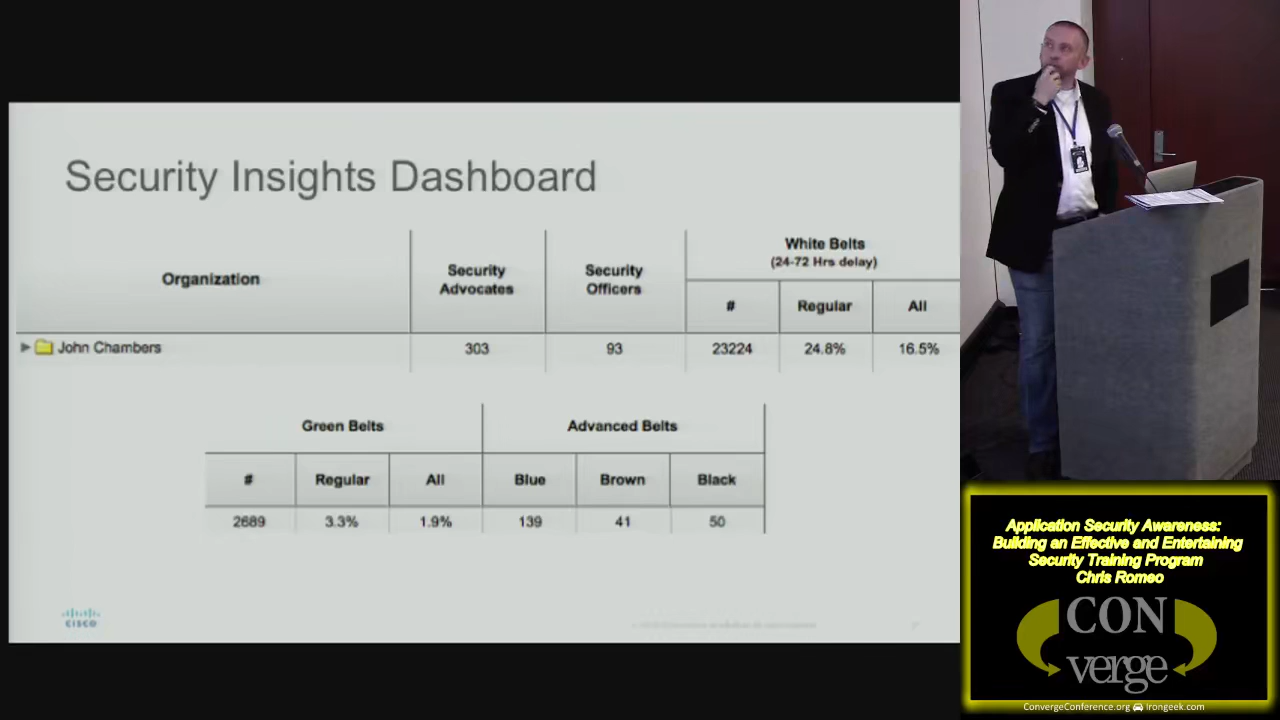 Security Insights Dashboard
Organization
Security
Advocates
Security
Officers
White Belts
(24-72 Hrs delay)
# Regular All
John Chambers 303 93 23224 24.8% 16.5%
Green Belts Advanced Belts
# Regular All Blue Brown Black
2689 3.3% 1.9% 139 41 50
cisco
Application Security Awareness:
Building an Effective and Entertaining
Security Training Program
Chris Romeo
CON
verge
ConvergeConference.org Irongeek.com